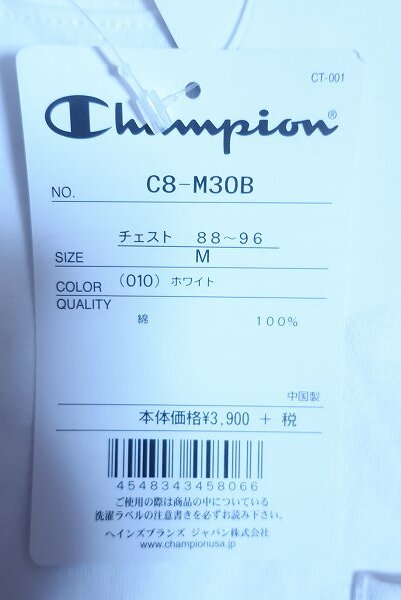 CT-001
Champion®
NO. C8-M30B
チェスト 88～96
SIZE M
COLOR (010) ホワイト
QUALITY
綿 100%
中国製
本体価格¥3,900 + 税
4548343458066
ご使用の際は商品の中についている
洗濯ラベルの注意書きを必ずお読み下さい。
ヘインズブランズ ジャパン株式会社
www.championusa.jp